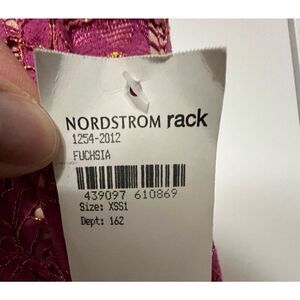 NORDSTROM rack
1254-2012
FUCHSIA
439097 610869
Size: XSS1
Dept: 162